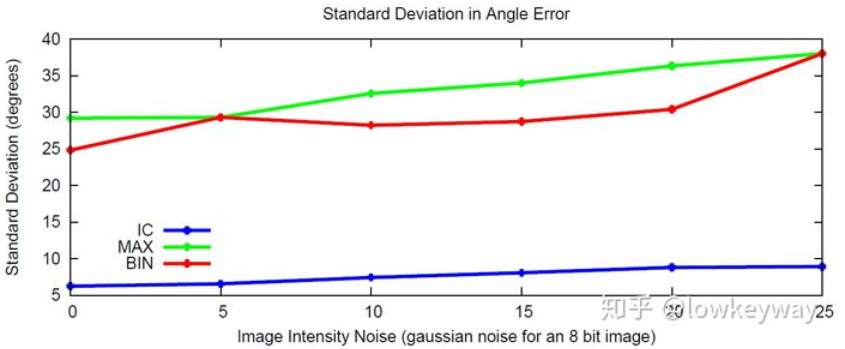 Standard Deviation in Angle Error
Standard Deviation (degrees)
40
35
30
25
20
15
10
5
IC
MAX
BIN
0 5 10 15 20 25
知乎 @lowkeyway
Image Intensity Noise (gaussian noise for an 8 bit image)